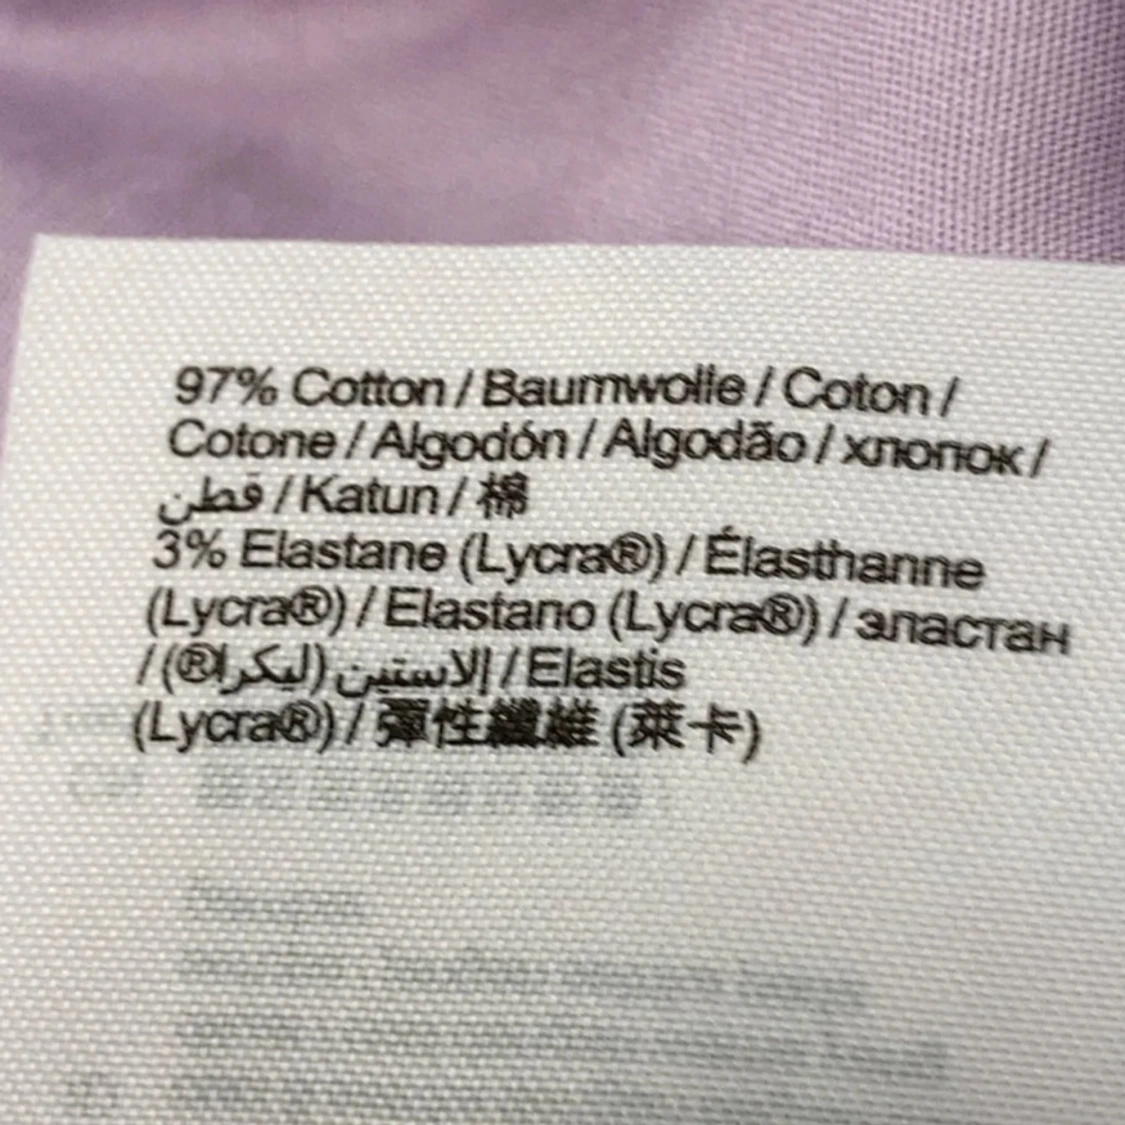 97% Cotton / Baumwolle / Coton /
Cotone / Algodón / Algodão / хлопок /
قطن / Katun / 棉
3% Elastane (Lycra®) / Élasthanne
(Lycra®) / Elastano (Lycra®) / эластан
/ إلاستين (ليكرا®) / Elastis
(Lycra®) / 彈性纖維 (萊卡)